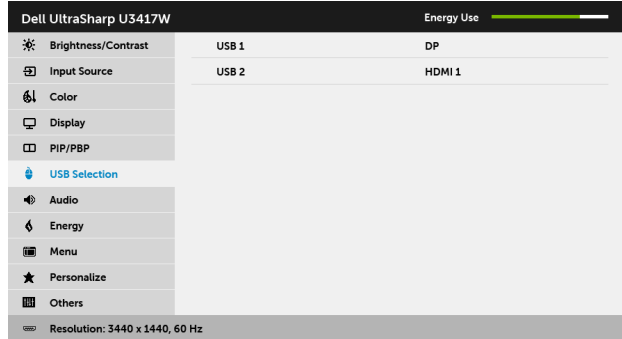 Dell UltraSharp U3417W Energy Use
Brightness/Contrast USB 1 DP
Input Source USB 2 HDMI 1
Color
Display
PIP/PBP
USB Selection
Audio
Energy
Menu
Personalize
Others
Resolution: 3440 x 1440, 60 Hz